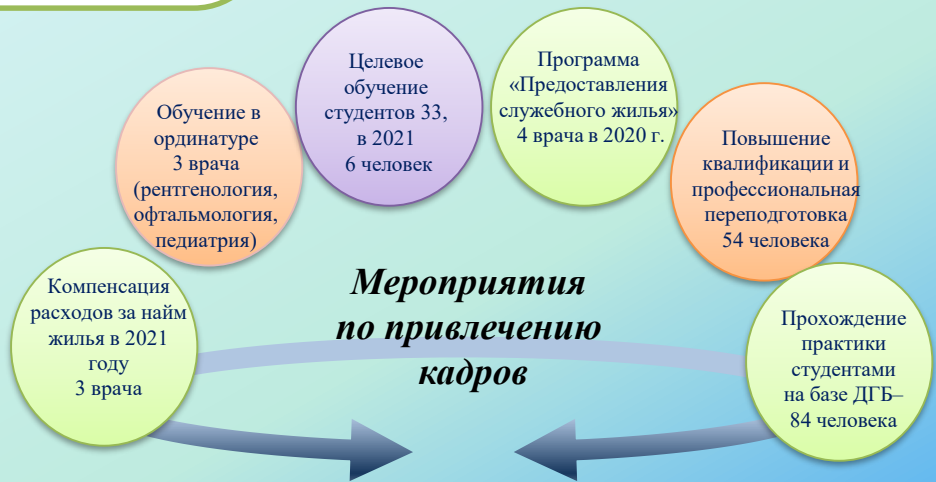 Целевое
обучение
студентов 33,
в 2021
6 человек
Программа
«Предоставления
служебного жилья»
4 врача в 2020 г.
Обучение в
ординатуре
3 врача
(рентгенология,
офтальмология,
педиатрия)
Повышение
квалификации и
профессиональная
переподготовка
54 человека
Компенсация
расходов за найм
жилья в 2021
году
3 врача
Мероприятия
по привлечению
кадров
Прохождение
практики
студентами
на базе ДГБ–
84 человека